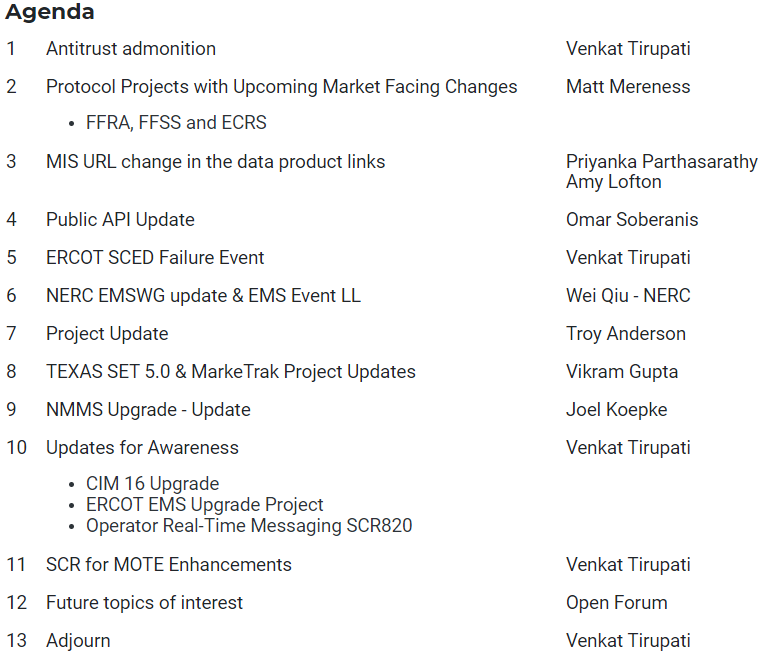 Agenda
1 Antitrust admonition Venkat Tirupati
2 Protocol Projects with Upcoming Market Facing Changes Matt Mereness
• FFRA, FFSS and ECRS
3 MIS URL change in the data product links Priyanka Parthasarathy
Amy Lofton
4 Public API Update Omar Soberanis
5 ERCOT SCED Failure Event Venkat Tirupati
6 NERC EMSWG update & EMS Event LL Wei Qiu - NERC
7 Project Update Troy Anderson
8 TEXAS SET 5.0 & MarkeTrak Project Updates Vikram Gupta
9 NMMS Upgrade - Update Joel Koepke
10 Updates for Awareness Venkat Tirupati
• CIM 16 Upgrade
• ERCOT EMS Upgrade Project
• Operator Real-Time Messaging SCR820
11 SCR for MOTE Enhancements Venkat Tirupati
12 Future topics of interest Open Forum
13 Adjourn Venkat Tirupati